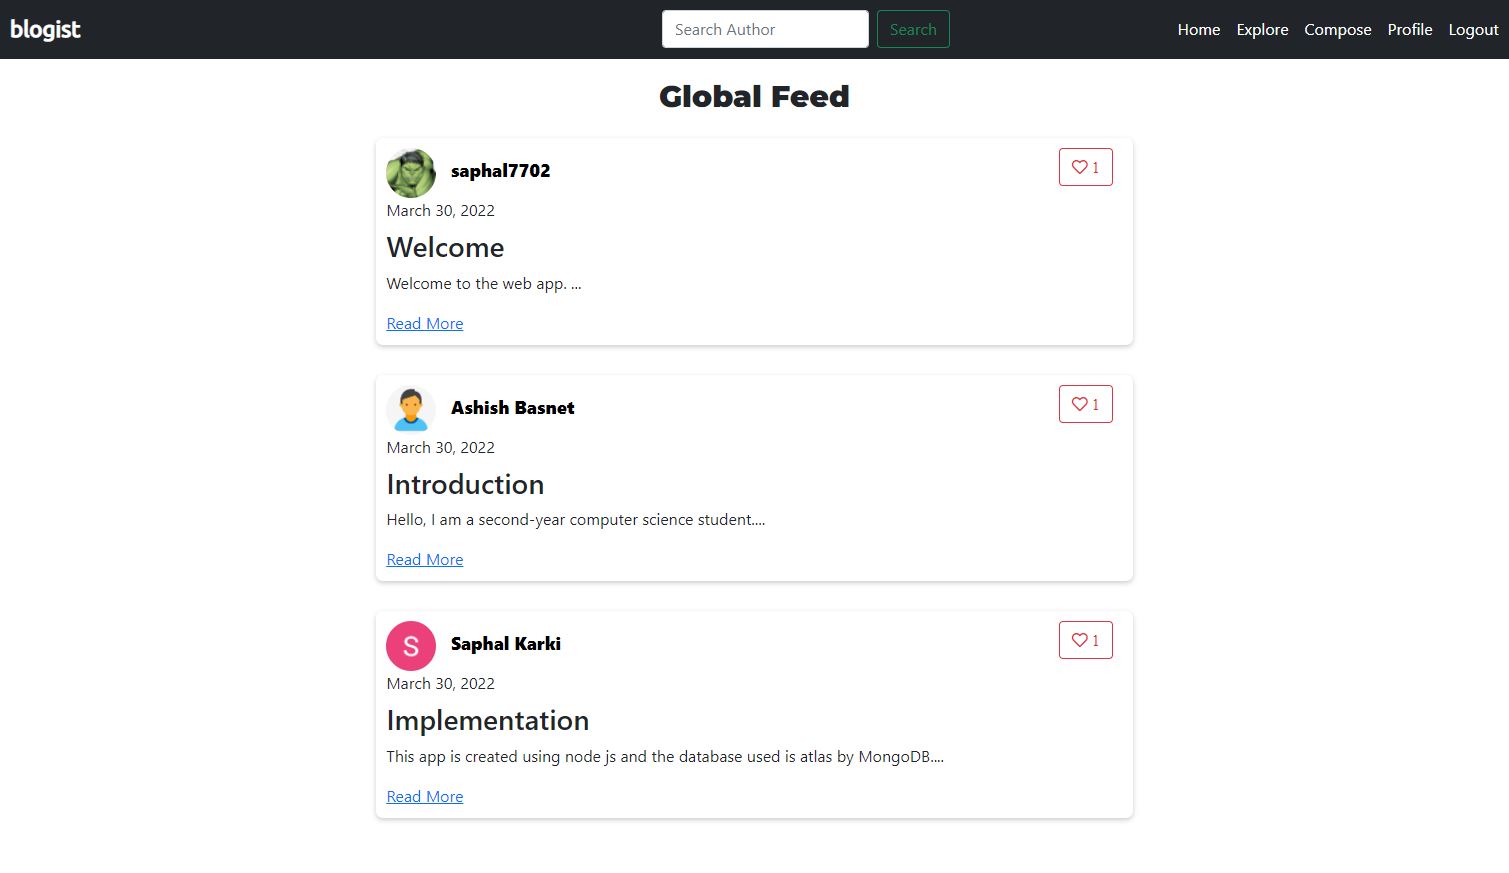 blogist
Search Author
Search
Home Explore Compose Profile Logout
Global Feed
saphal7702
1
March 30, 2022
Welcome
Welcome to the web app. ...
Read More
Ashish Basnet
1
March 30, 2022
Introduction
Hello, I am a second-year computer science student....
Read More
S
Saphal Karki
1
March 30, 2022
Implementation
This app is created using node js and the database used is atlas by MongoDB....
Read More